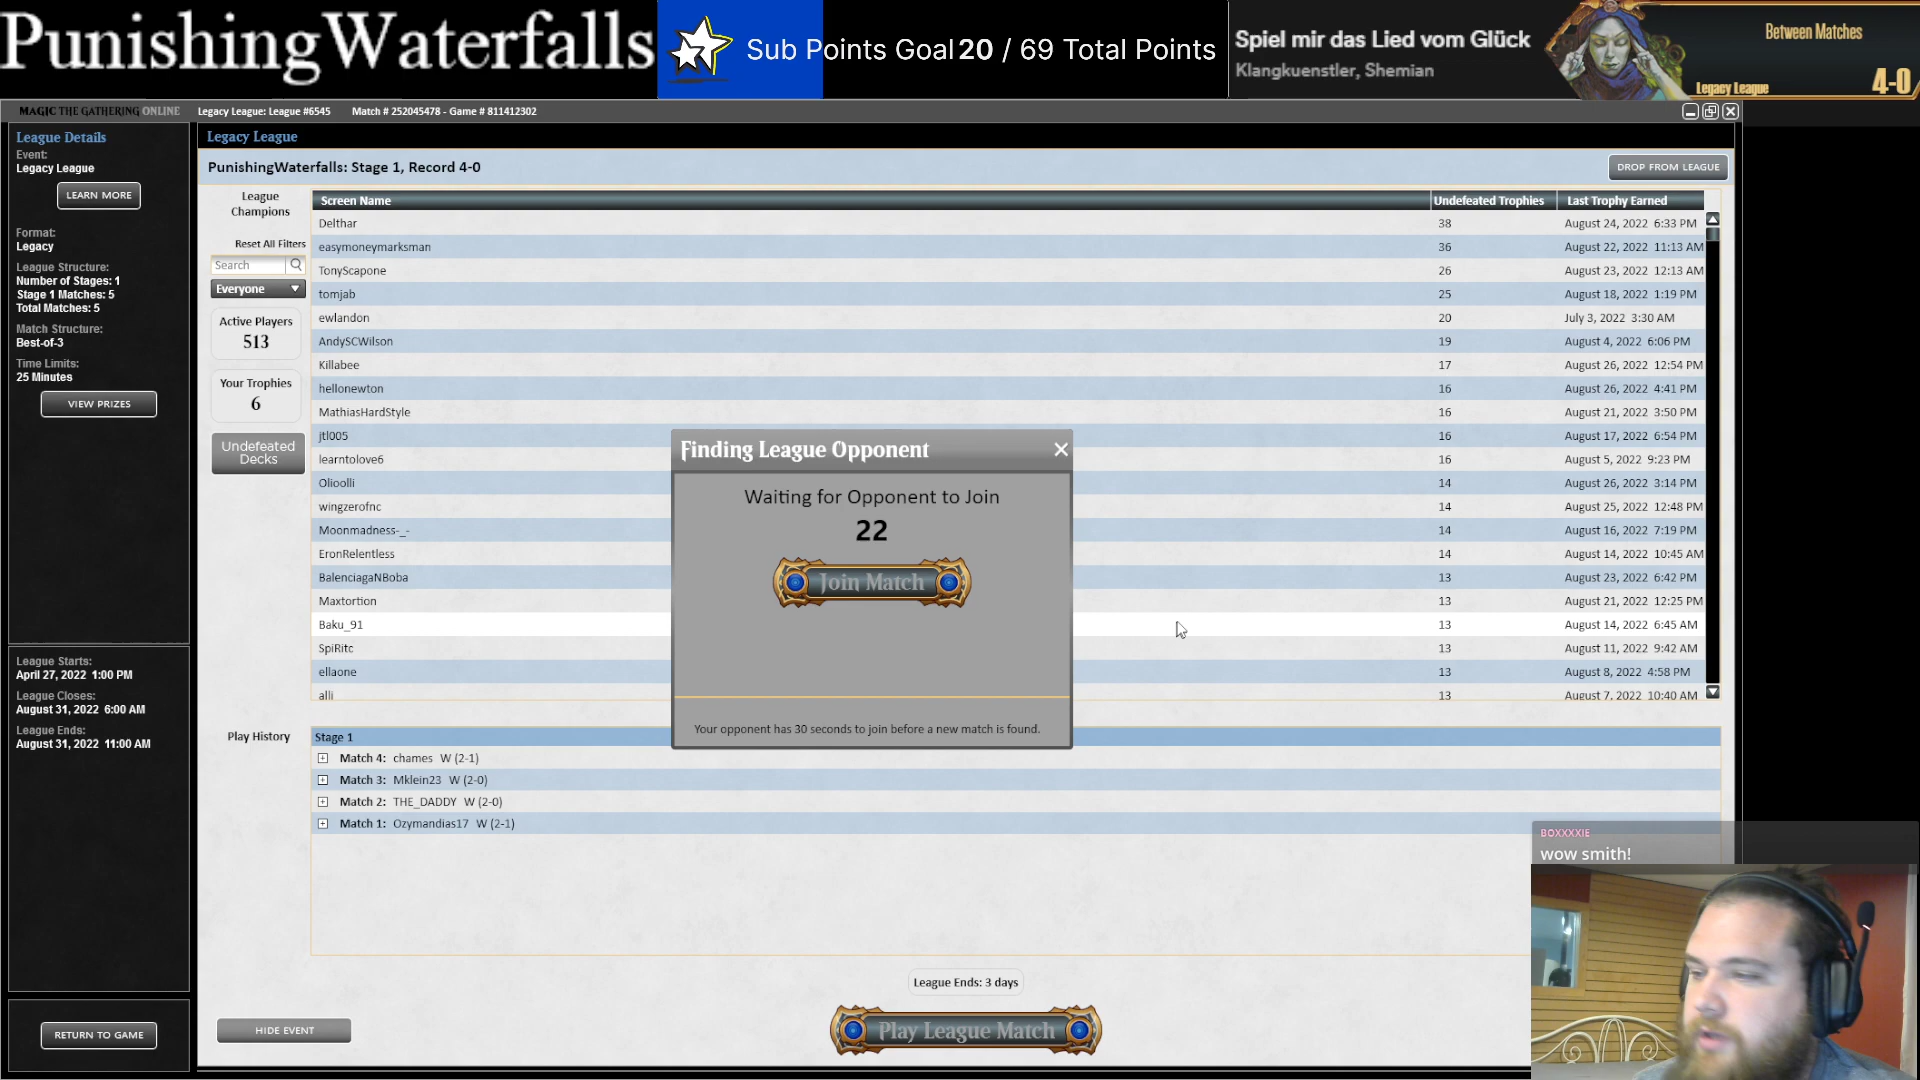 PunishingWaterfalls
Sub Points Goal 20 / 69 Total Points
Spiel mir das Lied vom Glück
Klangkuenstler, Shemian
Between Matches
Legacy League
4-0
MAGIC THE GATHERING ONLINE
Legacy League: League #6545
Match # 252045478 - Game # 811412302
League Details
Event:
Legacy League
LEARN MORE
Format:
Legacy
League Structure:
Number of Stages: 1
Stage 1 Matches: 5
Total Matches: 5
Match Structure:
Best-of-3
Time Limits:
25 Minutes
VIEW PRIZES
League Starts:
April 27, 2022 1:00 PM
League Closes:
August 31, 2022 6:00 AM
League Ends:
August 31, 2022 11:00 AM
RETURN TO GAME
Legacy League
PunishingWaterfalls: Stage 1, Record 4-0
DROP FROM LEAGUE
League
Champions
Reset All Filters
Search
Everyone
Active Players
513
Your Trophies
6
Undefeated
Decks
Screen Name Undefeated Trophies Last Trophy Earned
Delthar 38 August 24, 2022 6:33 PM
easymoneymarksman 36 August 22, 2022 11:13 AM
TonyScapone 26 August 23, 2022 12:13 AM
tomjab 25 August 18, 2022 1:19 PM
ewlandon 20 July 3, 2022 3:30 AM
AndySCWilson 19 August 4, 2022 6:06 PM
Killabee 17 August 26, 2022 12:54 PM
hellonewton 16 August 26, 2022 4:41 PM
MathiasHardStyle 16 August 21, 2022 3:50 PM
jtl005 16 August 17, 2022 6:54 PM
learntolove6 16 August 5, 2022 9:23 PM
Olioolli 14 August 26, 2022 3:14 PM
wingzerofnc 14 August 25, 2022 12:48 PM
Moonmadness-_- 14 August 16, 2022 7:19 PM
EronRelentless 14 August 14, 2022 10:45 AM
BalenciagaNBoba 13 August 23, 2022 6:42 PM
Maxtortion 13 August 21, 2022 12:25 PM
Baku_91 13 August 14, 2022 6:45 AM
SpiRitc 13 August 11, 2022 9:42 AM
ellaone 13 August 8, 2022 4:58 PM
alli 13 August 7, 2022 10:40 AM
Finding League Opponent
Waiting for Opponent to Join
22
Join Match
Your opponent has 30 seconds to join before a new match is found.
Play History
Stage 1
Match 4: chames W (2-1)
Match 3: Mklein23 W (2-0)
Match 2: THE_DADDY W (2-0)
Match 1: Ozymandias17 W (2-1)
League Ends: 3 days
HIDE EVENT
Play League Match
BOXXXXIE
wow smith!